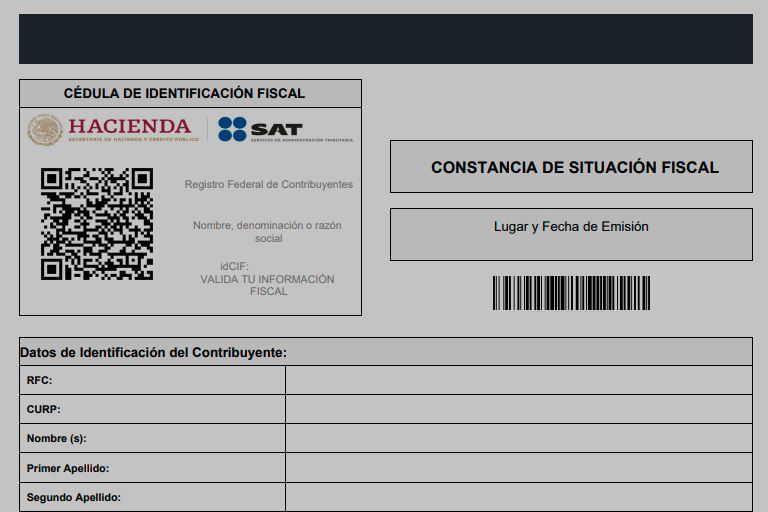 CÉDULA DE IDENTIFICACIÓN FISCAL
HACIENDA
SECRETARÍA DE HACIENDA Y CRÉDITO PÚBLICO
SAT
SERVICIO DE ADMINISTRACIÓN TRIBUTARIA
Registro Federal de Contribuyentes
Nombre, denominación o razón
social
idCIF:
VALIDA TU INFORMACIÓN
FISCAL
CONSTANCIA DE SITUACIÓN FISCAL
Lugar y Fecha de Emisión
Datos de Identificación del Contribuyente:
RFC:
CURP:
Nombre (s):
Primer Apellido:
Segundo Apellido: